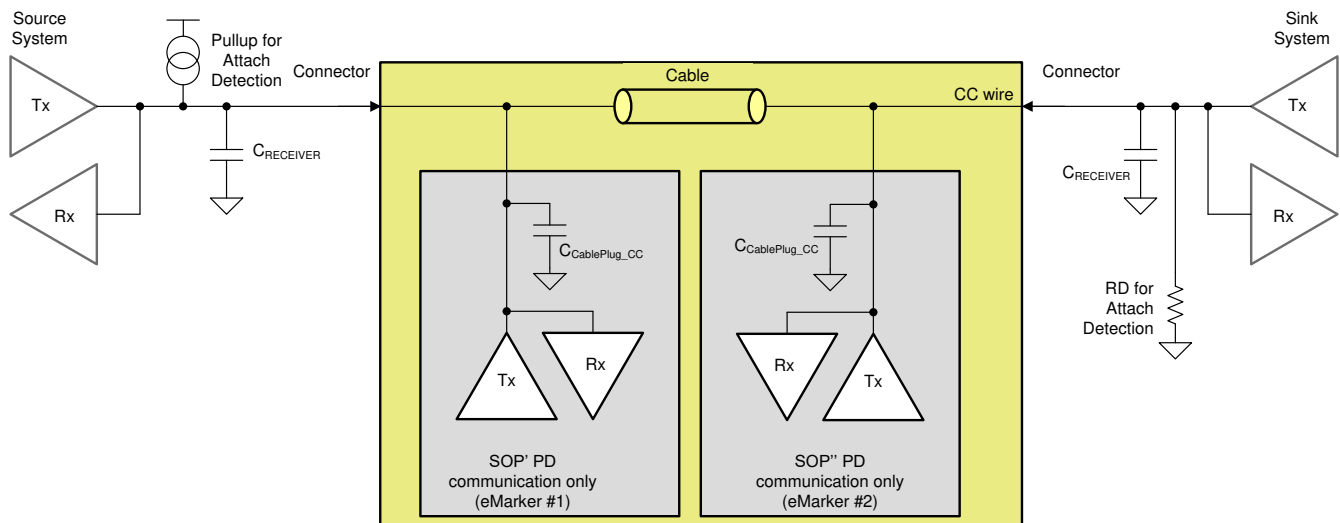 Source
System
Tx
Rx
Pullup for
Attach
Detection
Connector
CRECEIVER
Cable
CC wire
CCablePlug_CC
Tx
Rx
SOP' PD
communication only
(eMarker #1)
CCablePlug_CC
Rx
Tx
SOP'' PD
communication only
(eMarker #2)
Connector
CRECEIVER
RD for
Attach
Detection
Sink
System
Tx
Rx